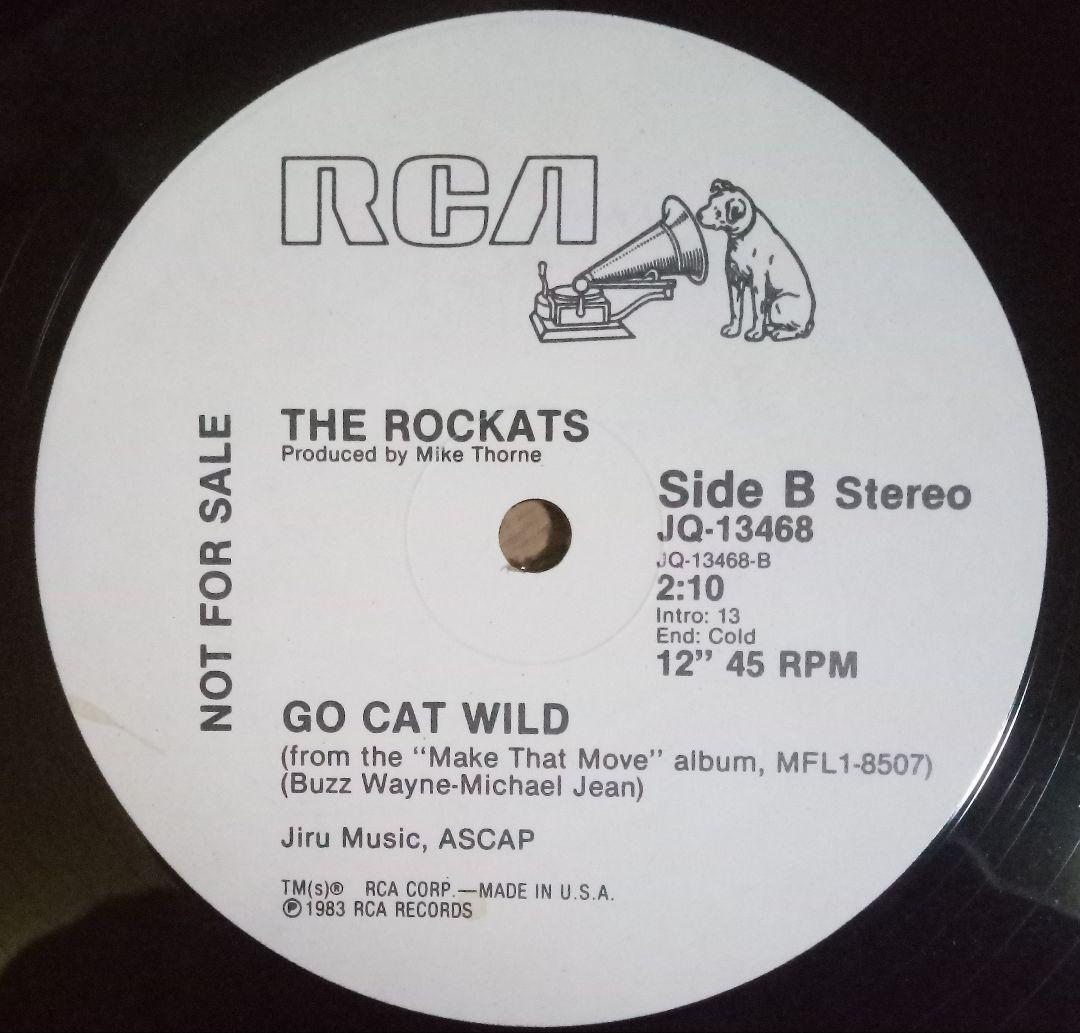 RCA
NOT FOR SALE
THE ROCKATS
Produced by Mike Thorne
Side B Stereo
JQ-13468
JQ-13468-B
2:10
Intro: 13
End: Cold
12” 45 RPM
GO CAT WILD
(from the “Make That Move” album, MFL1-8507)
(Buzz Wayne-Michael Jean)
Jiru Music, ASCAP
TM(s)® RCA CORP.—MADE IN U.S.A.
℗ 1983 RCA RECORDS